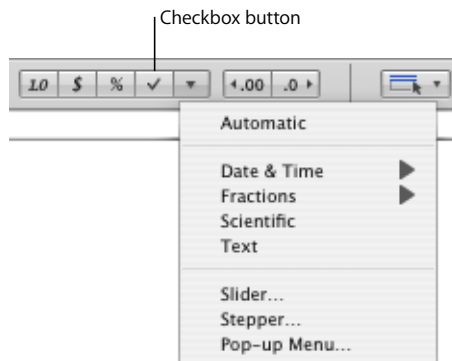 Checkbox button
1.0 $ % ✓ .00 .0
Automatic
Date & Time
Fractions
Scientific
Text
Slider...
Stepper...
Pop-up Menu...